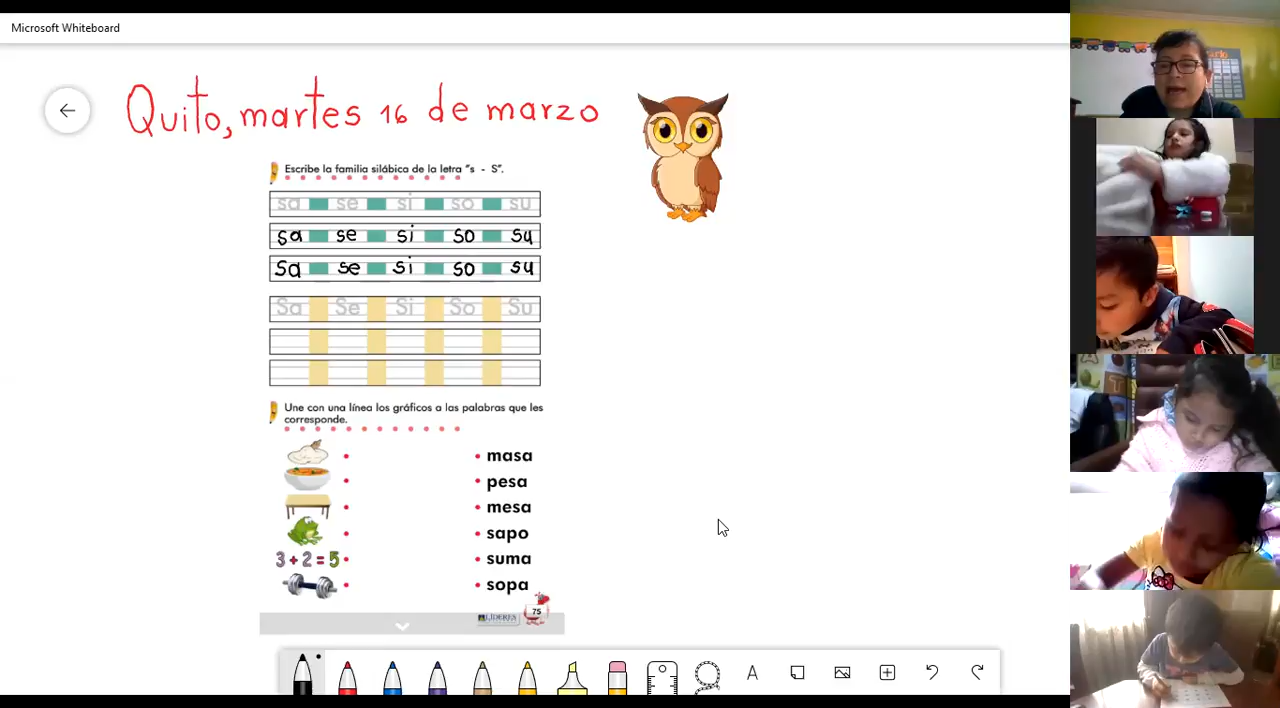 Microsoft Whiteboard
Quito, martes 16 de marzo
Escribe la familia silábica de la letra "s - S".
sa se si so su
sa se si so su
sa se si so su
Sa Se Si So Su
Une con una línea los gráficos a las palabras que les
corresponde.
masa
pesa
mesa
sapo
3 + 2 = 5 suma
sopa
75
LÍDERES
A